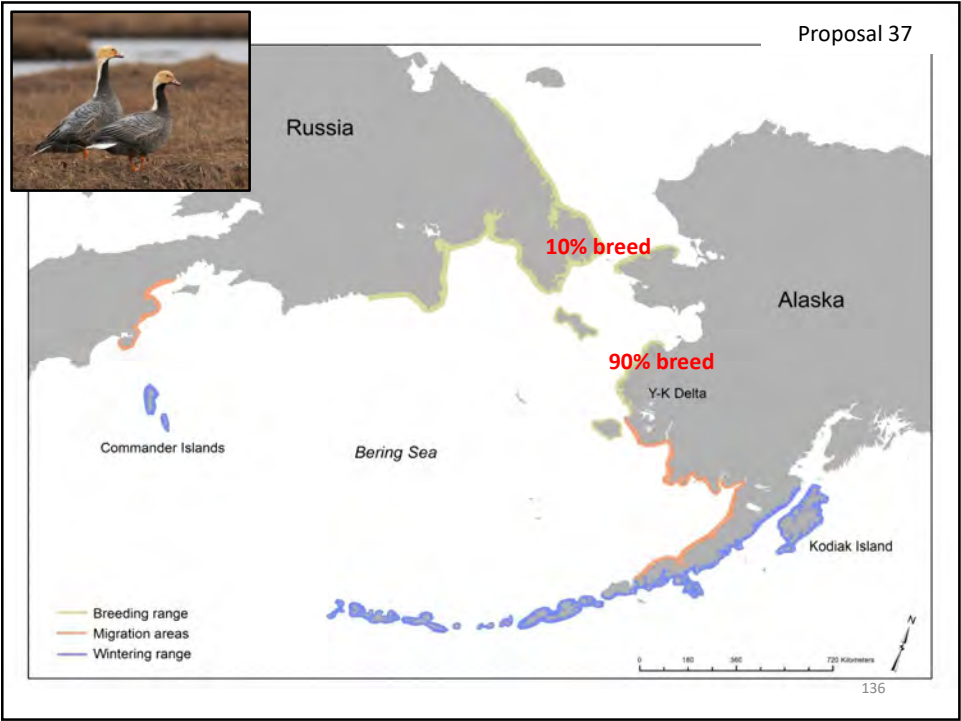 Proposal 37
Russia
10% breed
Alaska
90% breed
Y-K Delta
Commander Islands
Bering Sea
Kodiak Island
Breeding range
Migration areas
Wintering range
N
0 180 360 720 Kilometers
136